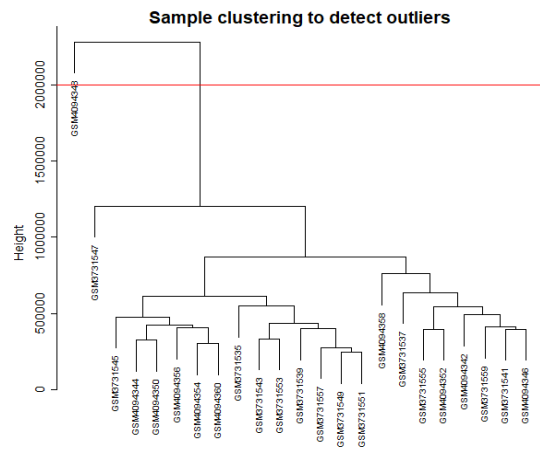 Sample clustering to detect outliers
Height
2000000
1500000
1000000
500000
0
GSM4094348
GSM3731547
GSM3731545
GSM4094344
GSM4094350
GSM4094356
GSM4094354
GSM4094360
GSM3731535
GSM3731543
GSM3731553
GSM3731539
GSM3731557
GSM3731549
GSM3731551
GSM4094358
GSM3731537
GSM3731555
GSM4094352
GSM4094342
GSM3731559
GSM3731541
GSM4094346